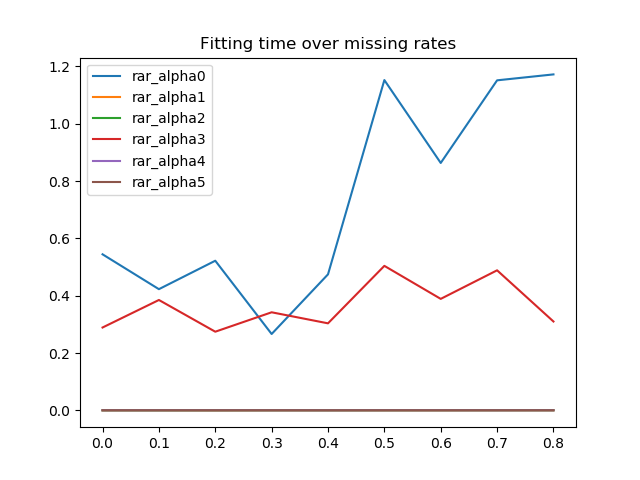 Fitting time over missing rates
1.2
1.0
0.8
0.6
0.4
0.2
0.0
rar_alpha0
rar_alpha1
rar_alpha2
rar_alpha3
rar_alpha4
rar_alpha5
0.0 0.1 0.2 0.3 0.4 0.5 0.6 0.7 0.8